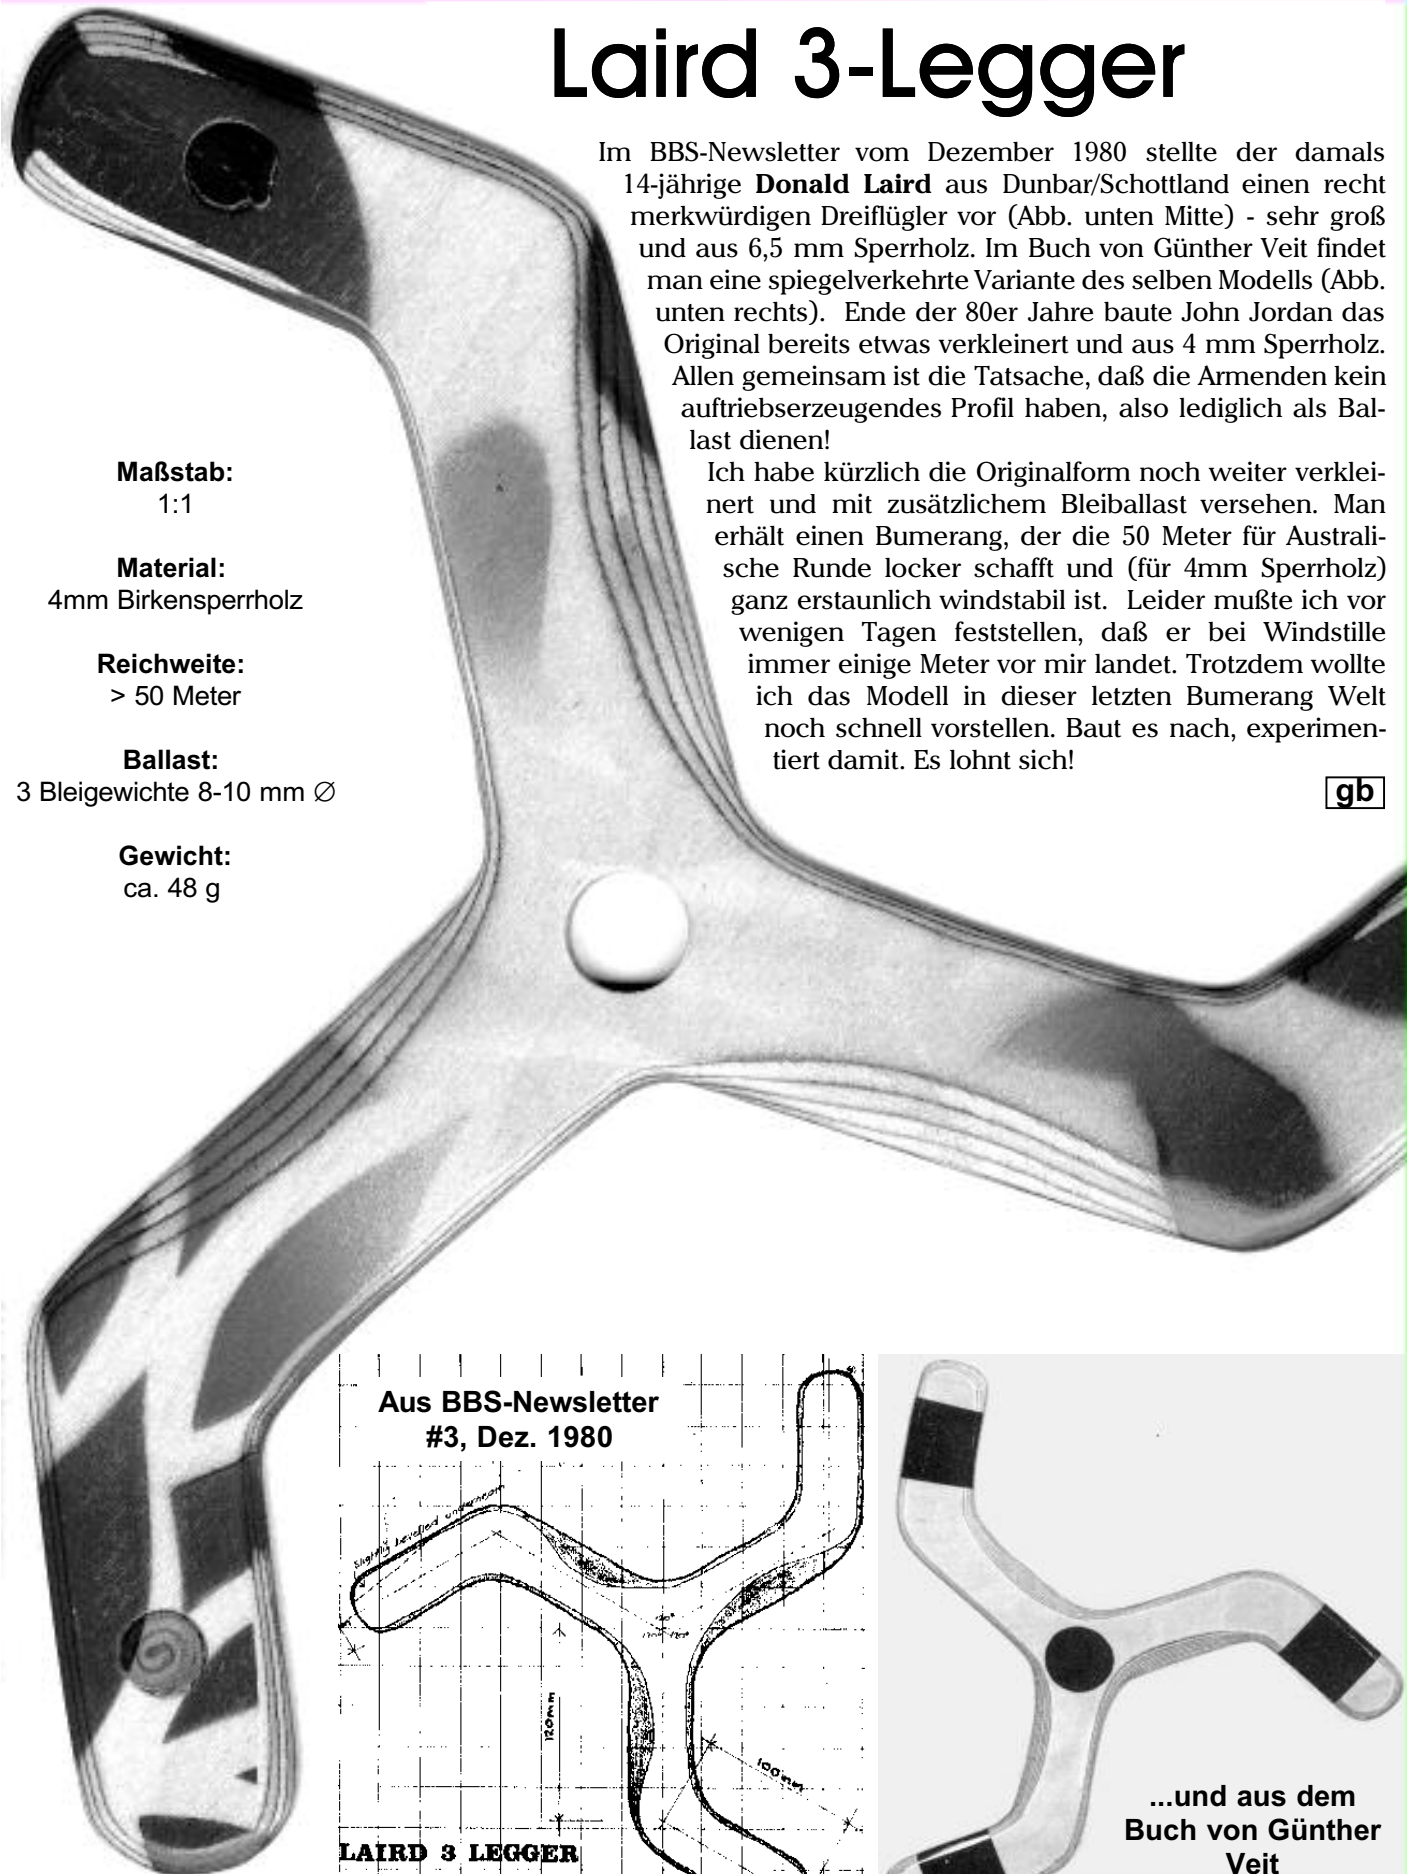 Laird 3-Legger
Im BBS-Newsletter vom Dezember 1980 stellte der damals
14-jährige Donald Laird aus Dunbar/Schottland einen recht
merkwürdigen Dreiflügler vor (Abb. unten Mitte) - sehr groß
und aus 6,5 mm Sperrholz. Im Buch von Günther Veit findet
man eine spiegelverkehrte Variante des selben Modells (Abb.
unten rechts). Ende der 80er Jahre baute John Jordan das
Original bereits etwas verkleinert und aus 4 mm Sperrholz.
Allen gemeinsam ist die Tatsache, daß die Armenden kein
auftriebserzeugendes Profil haben, also lediglich als Bal-
last dienen!
Ich habe kürzlich die Originalform noch weiter verklei-
nert und mit zusätzlichem Bleiballast versehen. Man
erhält einen Bumerang, der die 50 Meter für Australi-
sche Runde locker schafft und (für 4mm Sperrholz)
ganz erstaunlich windstabil ist. Leider mußte ich vor
wenigen Tagen feststellen, daß er bei Windstille
immer einige Meter vor mir landet. Trotzdem wollte
ich das Modell in dieser letzten Bumerang Welt
noch schnell vorstellen. Baut es nach, experimen-
tiert damit. Es lohnt sich!
gb
Maßstab:
1:1
Material:
4mm Birkensperrholz
Reichweite:
> 50 Meter
Ballast:
3 Bleigewichte 8-10 mm ∅
Gewicht:
ca. 48 g
Aus BBS-Newsletter
#3, Dez. 1980
Slightly bevelled underneath
120mm
100mm
LAIRD 3 LEGGER
...und aus dem
Buch von Günther
Veit